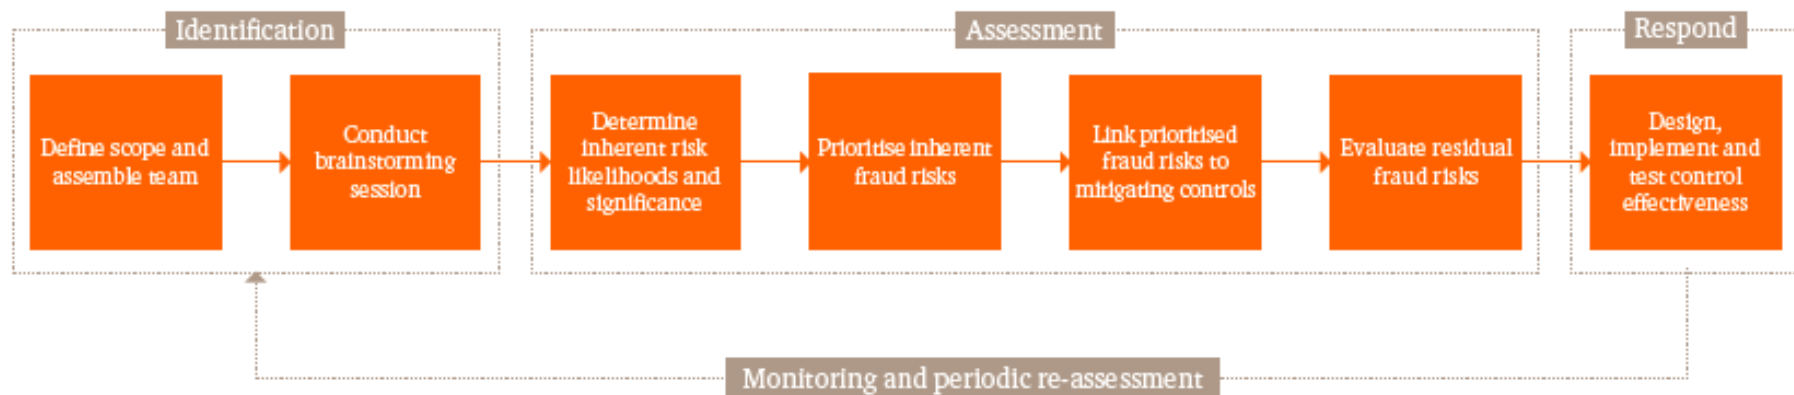 Identification
Define scope and
assemble team
Conduct
brainstorming
session
Assessment
Determine
inherent risk
likelihoods and
significance
Prioritise inherent
fraud risks
Link prioritised
fraud risks to
mitigating controls
Evaluate residual
fraud risks
Respond
Design,
implement and
test control
effectiveness
Monitoring and periodic re-assessment